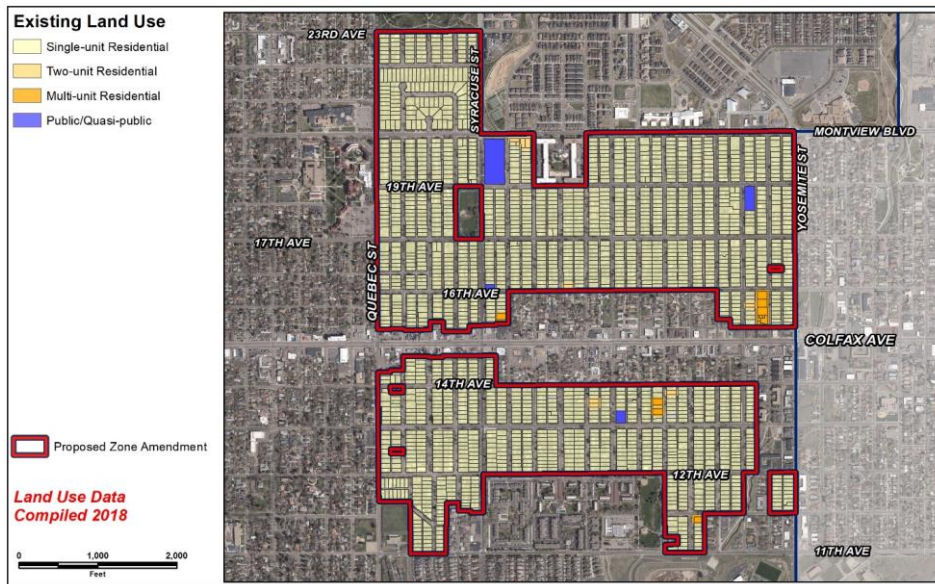 Existing Land Use
Single-unit Residential
Two-unit Residential
Multi-unit Residential
Public/Quasi-public
Proposed Zone Amendment
Land Use Data
Compiled 2018
0 1,000 2,000
Feet
23RD AVE
SYRACUSE ST
MONTVIEW BLVD
19TH AVE
YOSEMITE ST
17TH AVE
QUEBEC ST
16TH AVE
COLFAX AVE
14TH AVE
12TH AVE
11TH AVE